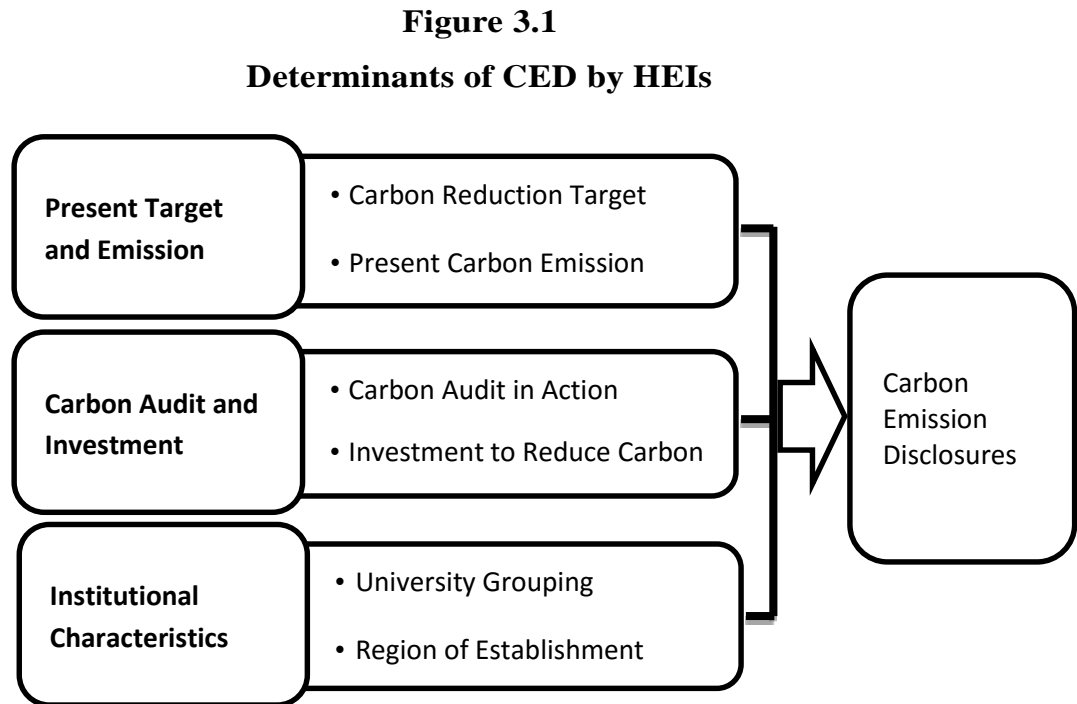 Figure 3.1
Determinants of CED by HEIs
Present Target
and Emission
• Carbon Reduction Target
• Present Carbon Emission
Carbon Audit and
Investment
• Carbon Audit in Action
• Investment to Reduce Carbon
Institutional
Characteristics
• University Grouping
• Region of Establishment
Carbon
Emission
Disclosures